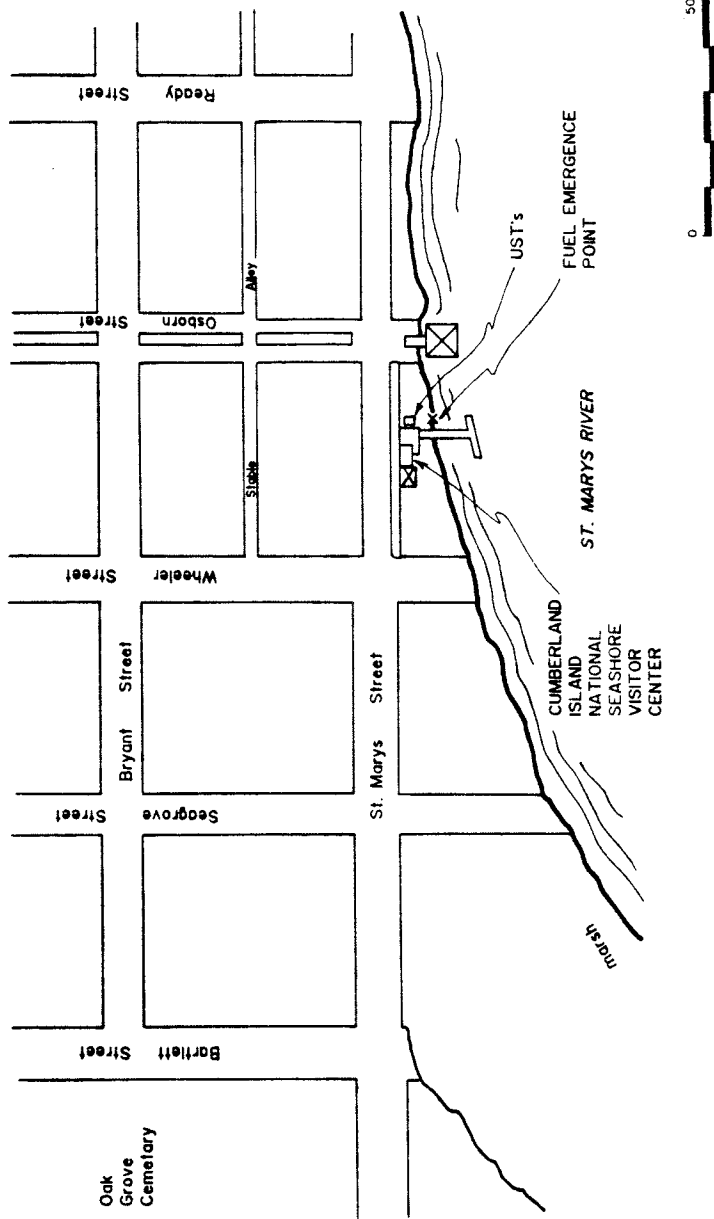 Ready
Street
Osborn
Street
Alley
Stable
Wheeler
Street
Bryant Street
St. Marys Street
Seagrove
Street
Bartlett
Street
Oak
Grove
Cemetary
UST's
FUEL EMERGENCE
POINT
ST. MARYS RIVER
CUMBERLAND
ISLAND
NATIONAL
SEASHORE
VISITOR
CENTER
marsh
0